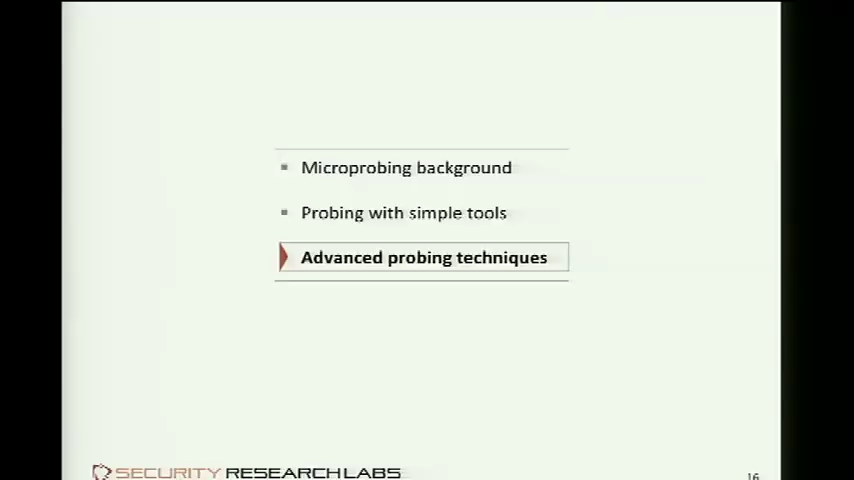 Microprobing background
Probing with simple tools
Advanced probing techniques
SECURITY RESEARCH LABS
16